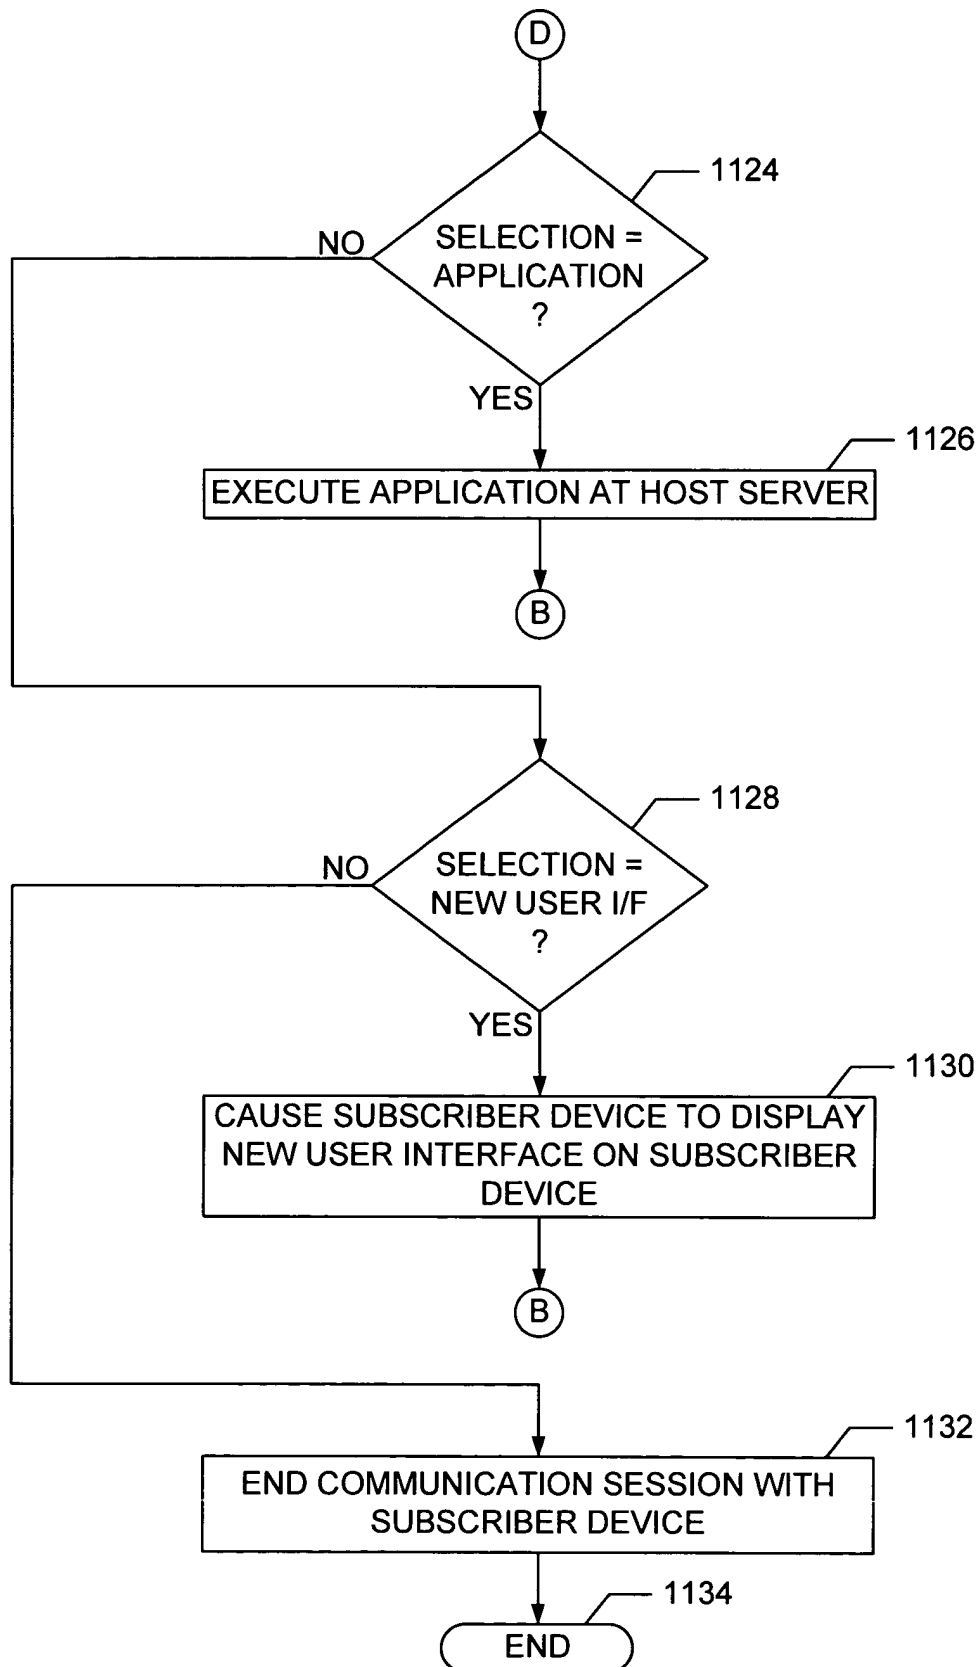 D
1124
NO
SELECTION =
APPLICATION
?
YES
1126
EXECUTE APPLICATION AT HOST SERVER
B
1128
NO
SELECTION =
NEW USER I/F
?
YES
1130
CAUSE SUBSCRIBER DEVICE TO DISPLAY
NEW USER INTERFACE ON SUBSCRIBER
DEVICE
B
1132
END COMMUNICATION SESSION WITH
SUBSCRIBER DEVICE
1134
END